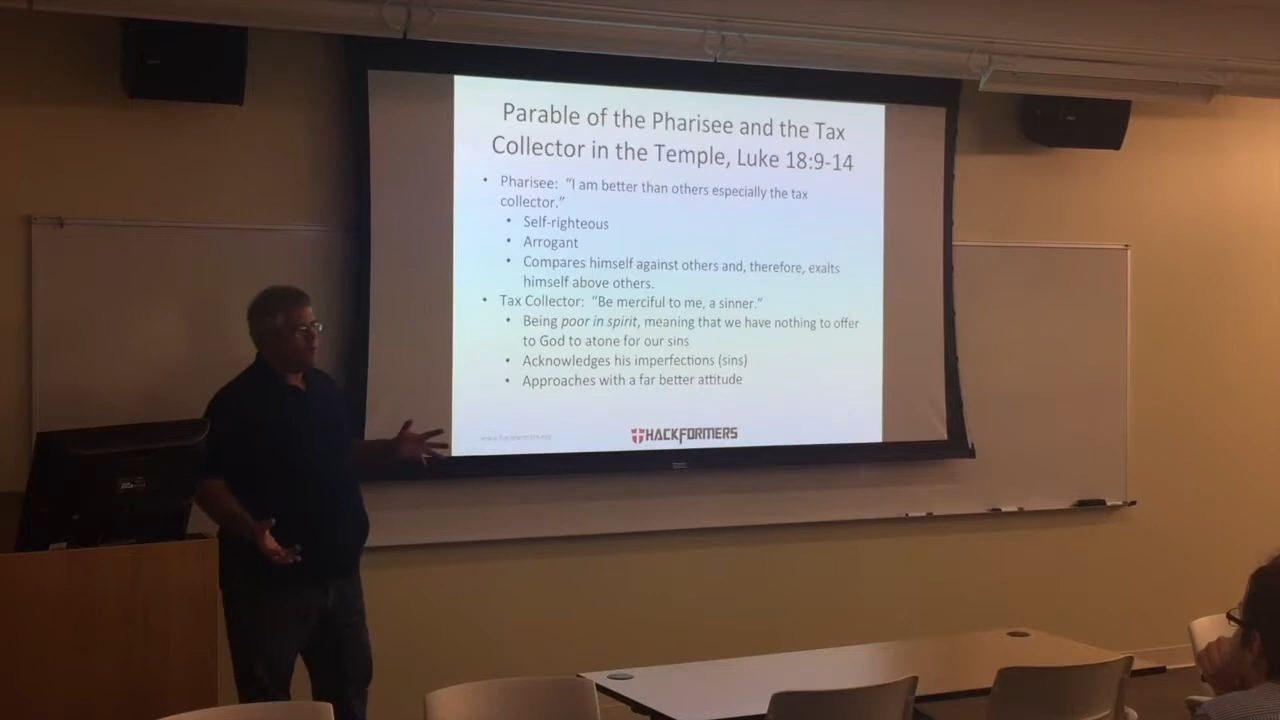 Parable of the Pharisee and the Tax
Collector in the Temple, Luke 18:9-14
• Pharisee: “I am better than others especially the tax
collector.”
• Self-righteous
• Arrogant
• Compares himself against others and, therefore, exalts
himself above others.
• Tax Collector: “Be merciful to me, a sinner.”
• Being poor in spirit, meaning that we have nothing to offer
to God to atone for our sins
• Acknowledges his imperfections (sins)
• Approaches with a far better attitude
www.hackformers.org
HACKFORMERS